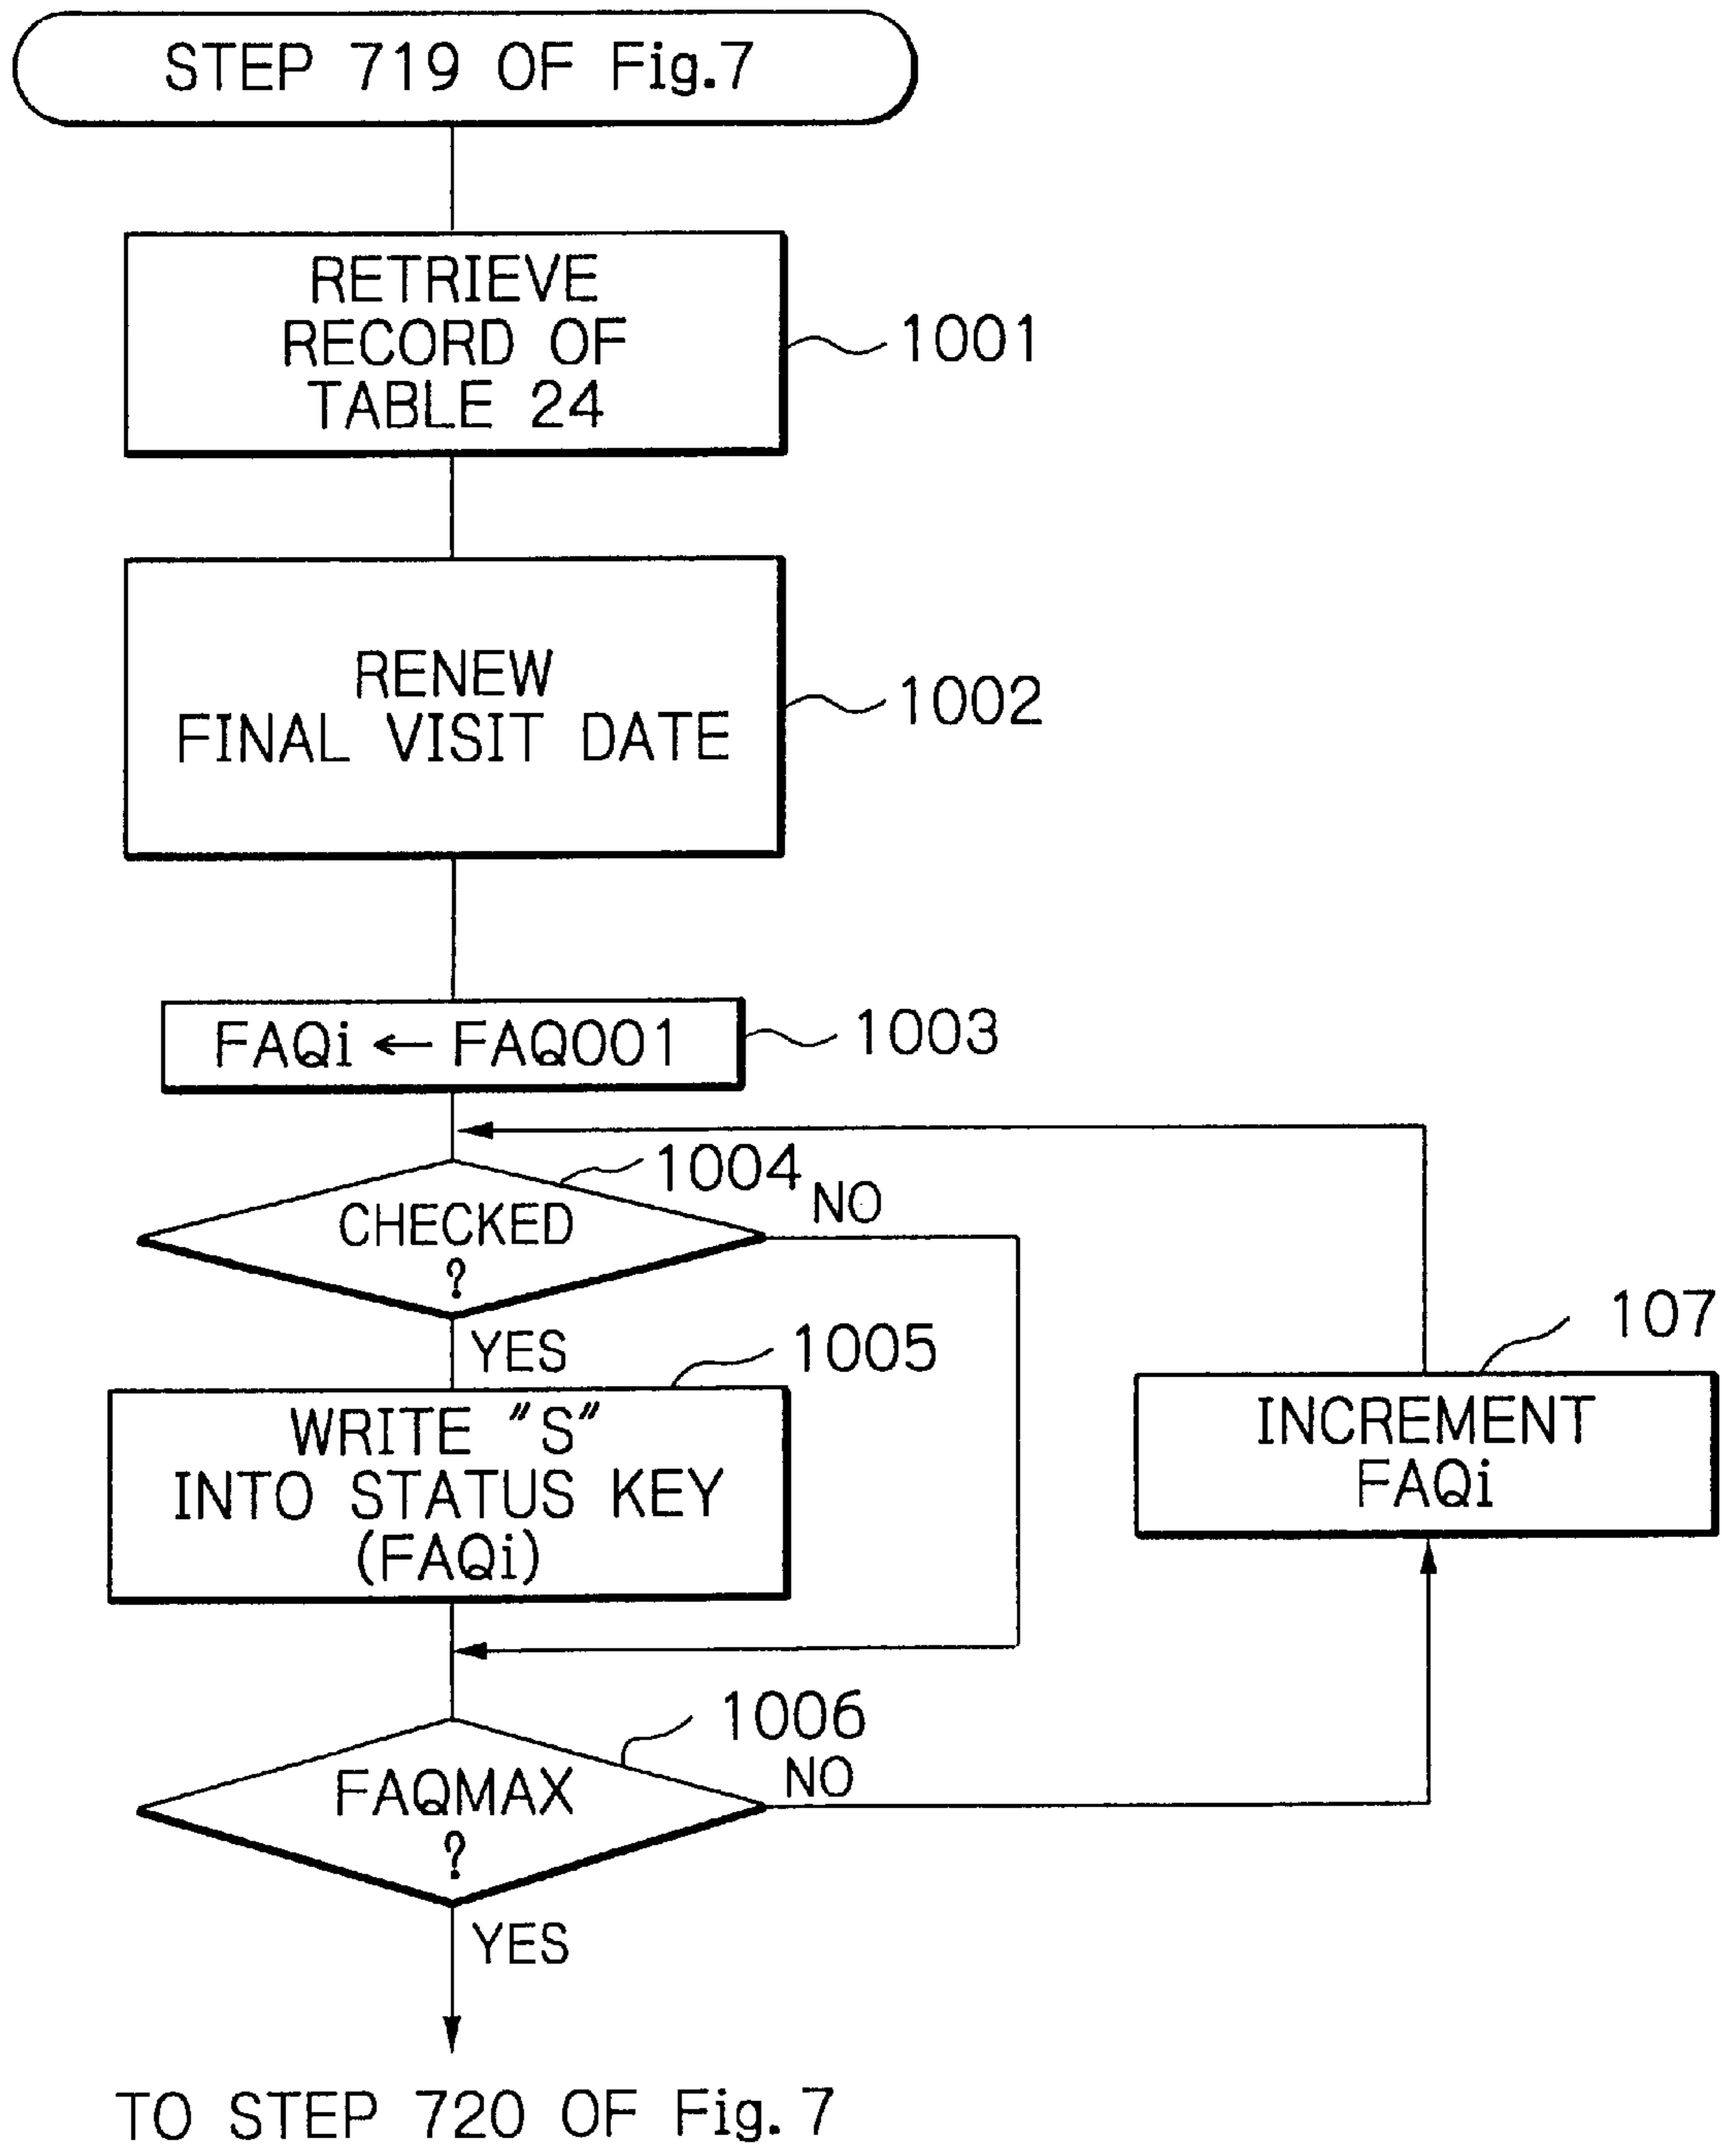 STEP 719 OF Fig.7
RETRIEVE
RECORD OF
TABLE 24
1001
RENEW
FINAL VISIT DATE
1002
FAQi ← FAQ001
1003
1004
CHECKED
?
NO
YES
1005
WRITE "S"
INTO STATUS KEY
(FAQi)
107
INCREMENT
FAQi
1006
FAQMAX
?
NO
YES
TO STEP 720 OF Fig.7